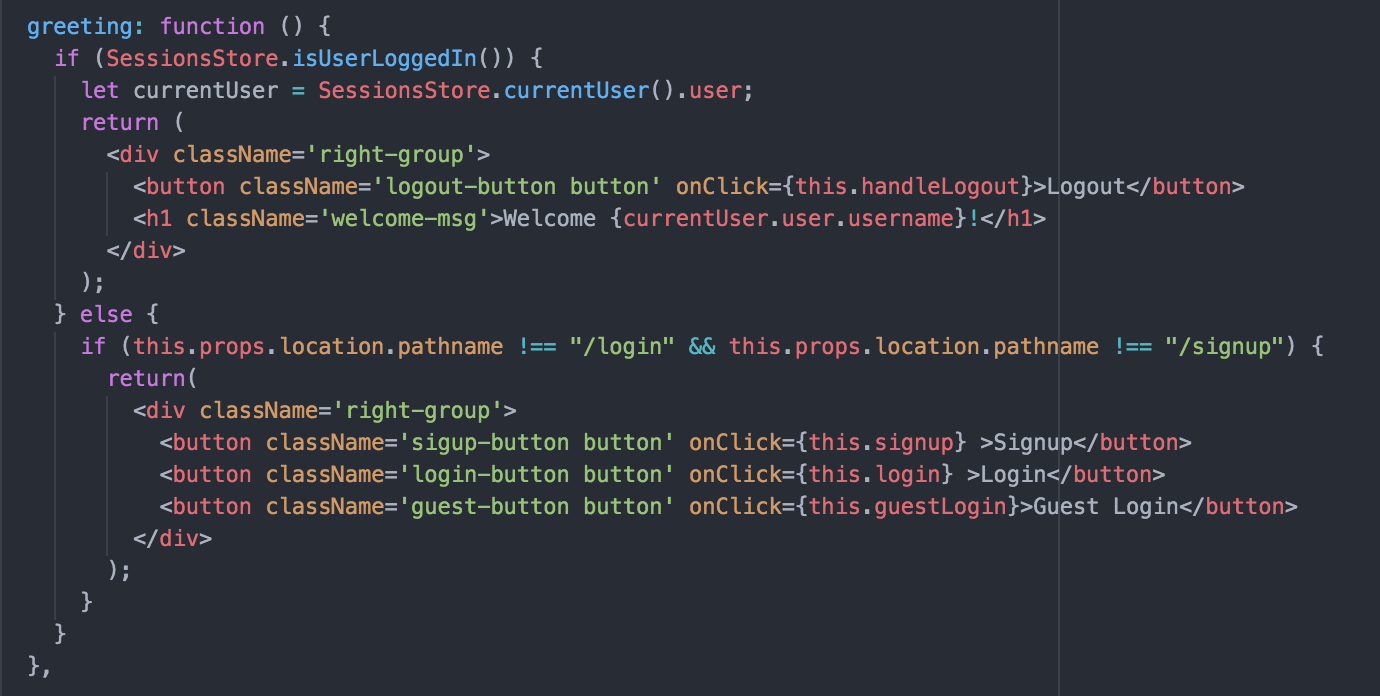 greeting: function () {
  if (SessionsStore.isUserLoggedIn()) {
    let currentUser = SessionsStore.currentUser().user;
    return (
      <div className='right-group'>
        <button className='logout-button button' onClick={this.handleLogout}>Logout</button>
        <h1 className='welcome-msg'>Welcome {currentUser.user.username}!</h1>
      </div>
    );
  } else {
    if (this.props.location.pathname !== "/login" && this.props.location.pathname !== "/signup") {
      return(
        <div className='right-group'>
          <button className='sigup-button button' onClick={this.signup} >Signup</button>
          <button className='login-button button' onClick={this.login} >Login</button>
          <button className='guest-button button' onClick={this.guestLogin}>Guest Login</button>
        </div>
      );
    }
  }
},